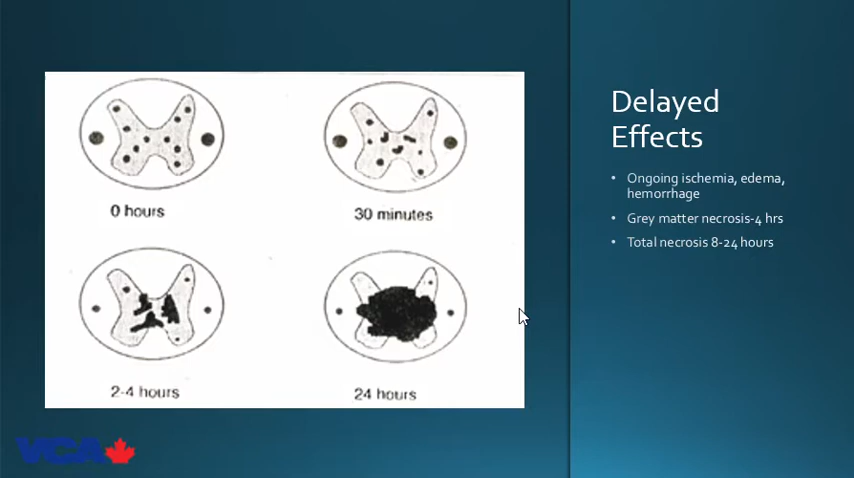 Delayed
Effects
• Ongoing ischemia, edema,
hemorrhage
• Grey matter necrosis-4 hrs
• Total necrosis 8-24 hours
0 hours
30 minutes
2-4 hours
24 hours
VCA